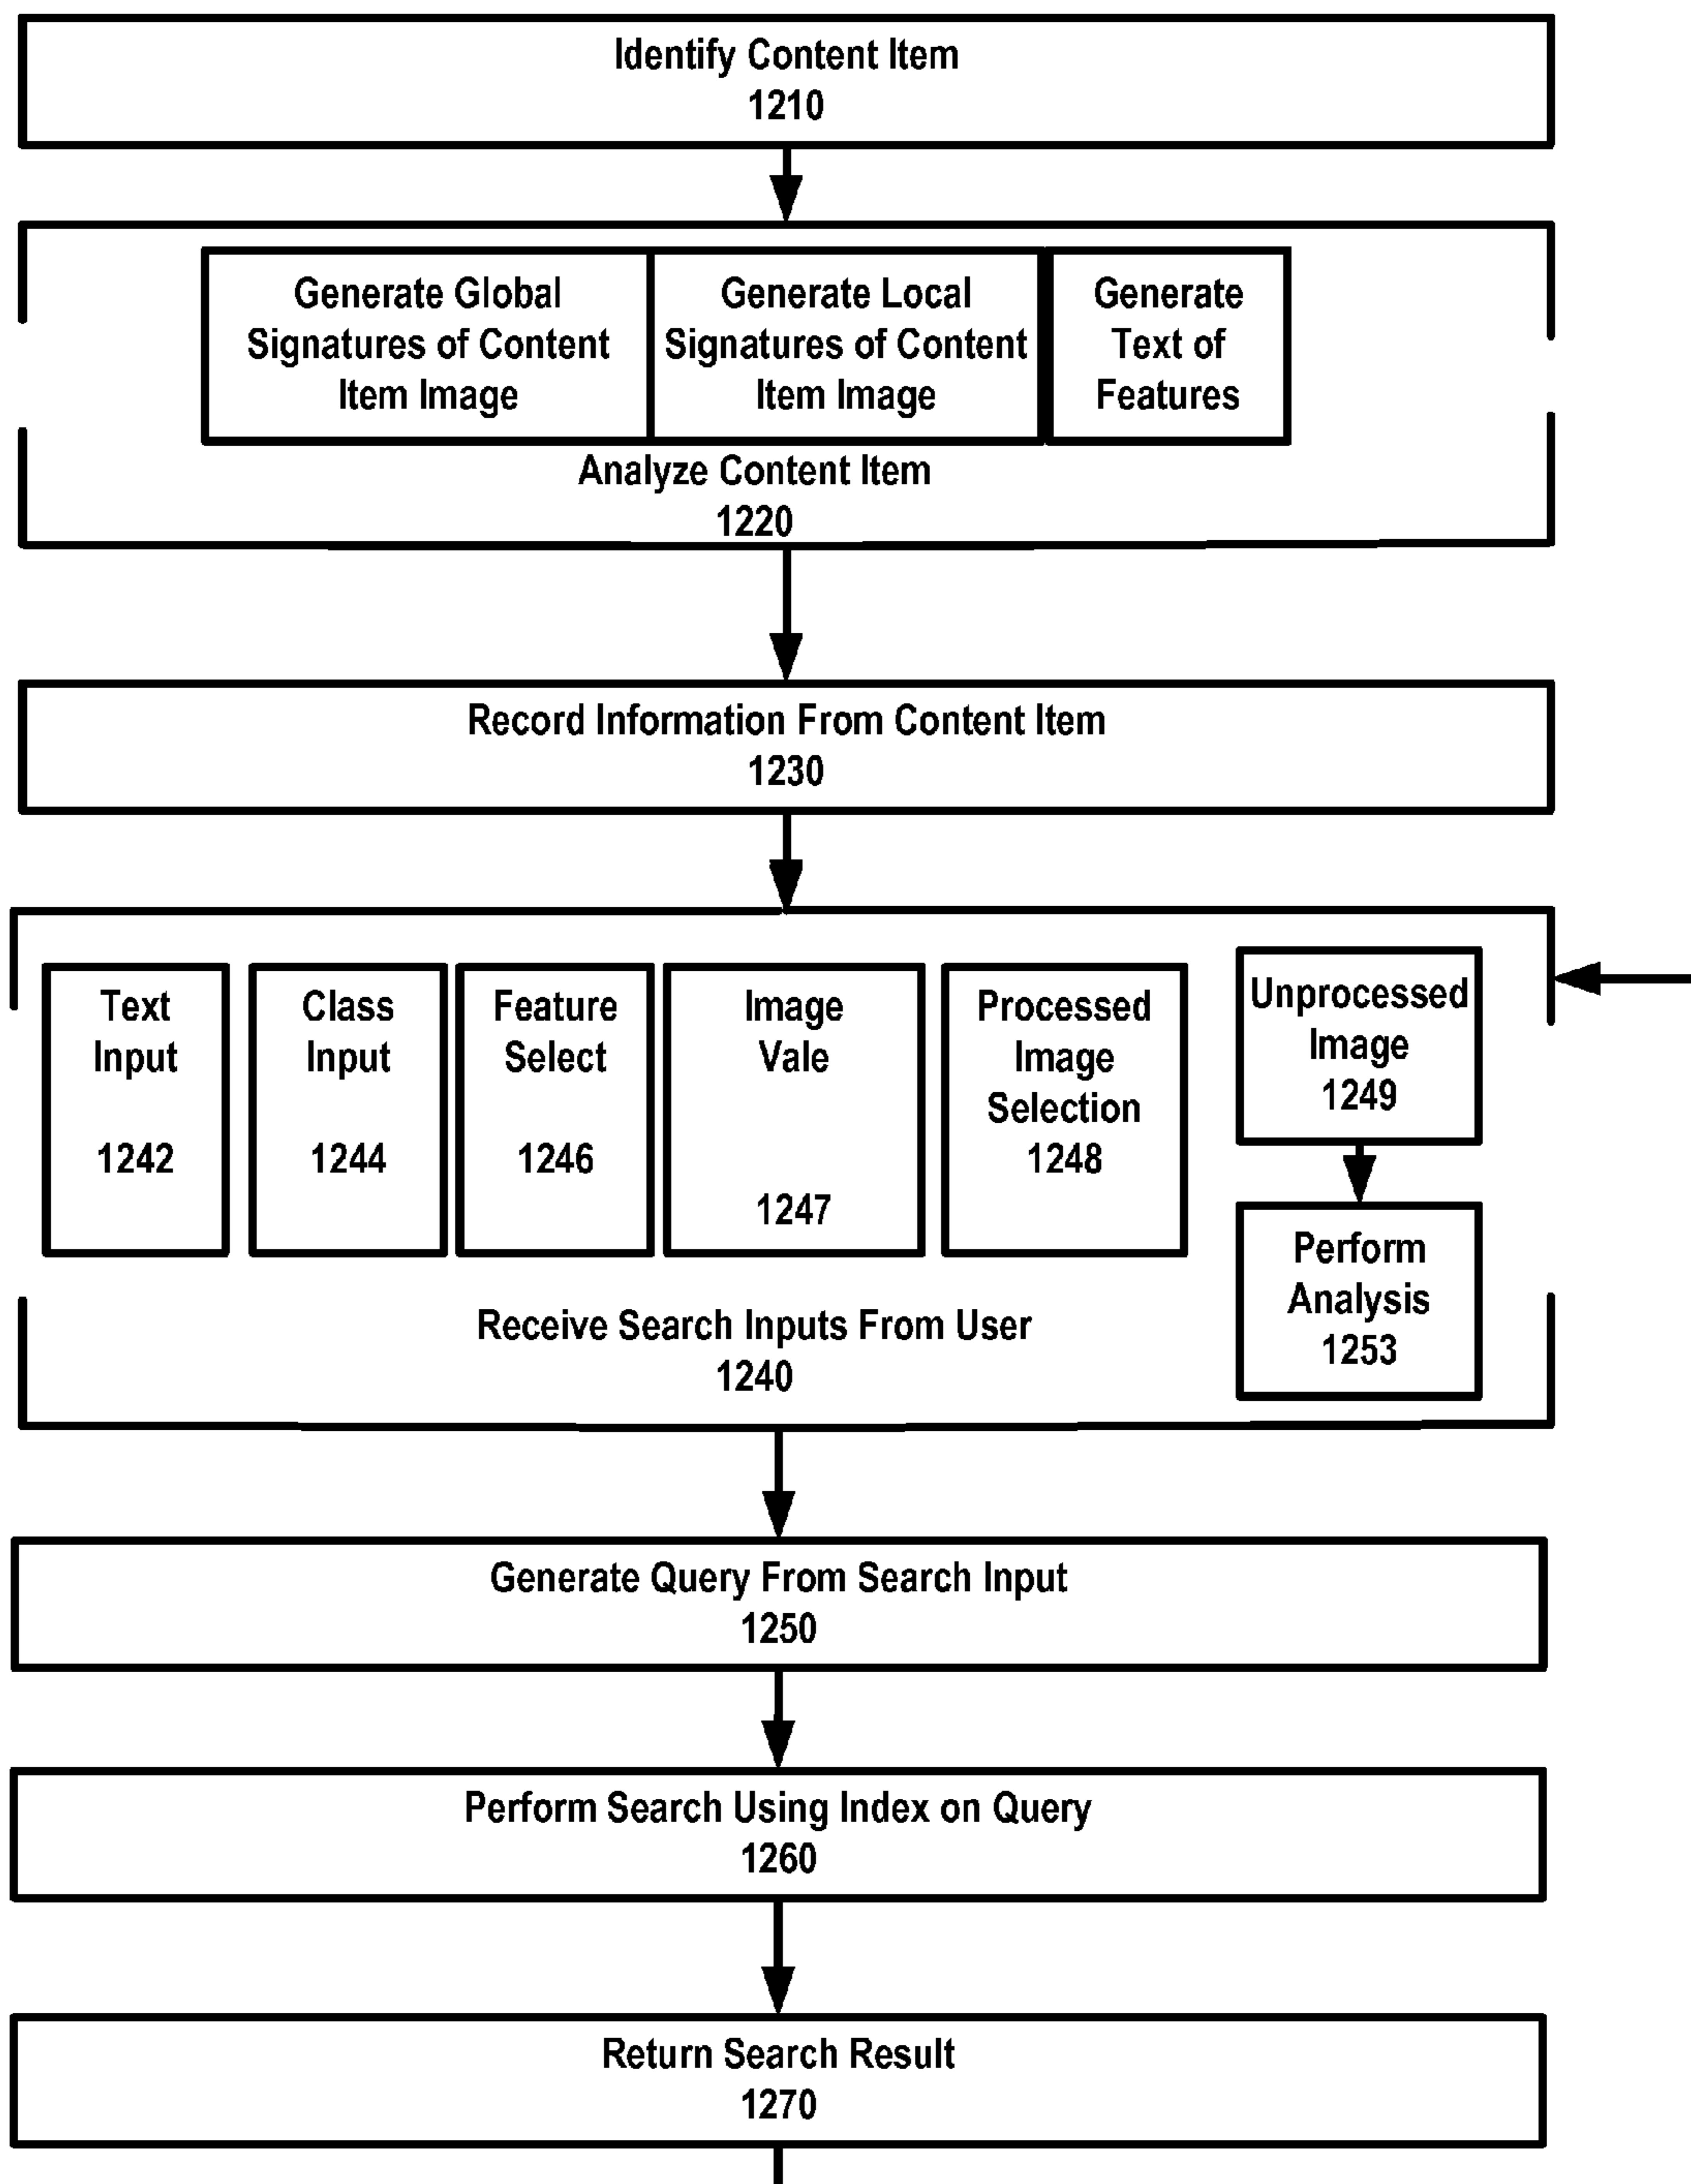 Identify Content Item
1210
Generate Global
Signatures of Content
Item Image
Generate Local
Signatures of Content
Item Image
Generate
Text of
Features
Analyze Content Item
1220
Record Information From Content Item
1230
Text
Input
1242
Class
Input
1244
Feature
Select
1246
Image
Vale
1247
Processed
Image
Selection
1248
Unprocessed
Image
1249
Perform
Analysis
1253
Receive Search Inputs From User
1240
Generate Query From Search Input
1250
Perform Search Using Index on Query
1260
Return Search Result
1270